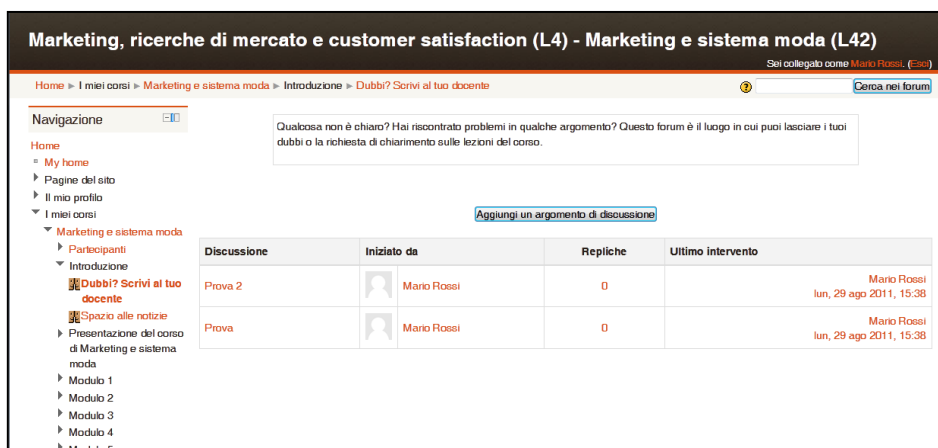 Marketing, ricerche di mercato e customer satisfaction (L4) - Marketing e sistema moda (L42)
Sei collegato come Mario Rossi. (Esci)
Home ► I miei corsi ► Marketing e sistema moda ► Introduzione ► Dubbi? Scrivi al tuo docente
Cerca nei forum
Navigazione
Home
My home
Pagine del sito
Il mio profilo
I miei corsi
Marketing e sistema moda
Partecipanti
Introduzione
Dubbi? Scrivi al tuo
docente
Spazio alle notizie
Presentazione del corso
di Marketing e sistema
moda
Modulo 1
Modulo 2
Modulo 3
Modulo 4
Qualcosa non è chiaro? Hai riscontrato problemi in qualche argomento? Questo forum è il luogo in cui puoi lasciare i tuoi
dubbi o la richiesta di chiarimento sulle lezioni del corso.
Aggiungi un argomento di discussione
Discussione Iniziato da Repliche Ultimo intervento
Prova 2 Mario Rossi 0 Mario Rossi
lun, 29 ago 2011, 15:38
Prova Mario Rossi 0 Mario Rossi
lun, 29 ago 2011, 15:38